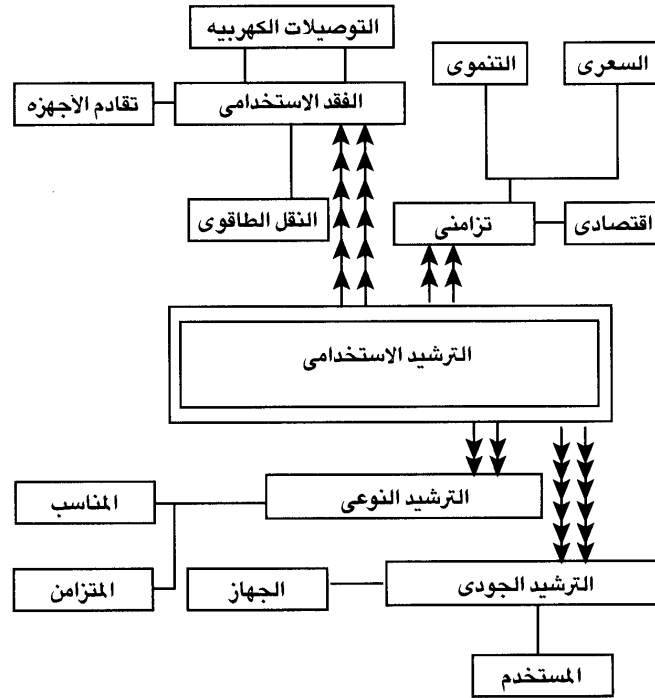 التوصيلات الكهربيه
السعرى
التنموى
الفقد الاستخدامى
تقادم الأجهزه
النقل الطاقوى
اقتصادى
تزامنى
الترشيد الاستخدامى
الترشيد النوعى
المناسب
الترشيد الجودى
الجهاز
المتزامن
المستخدم